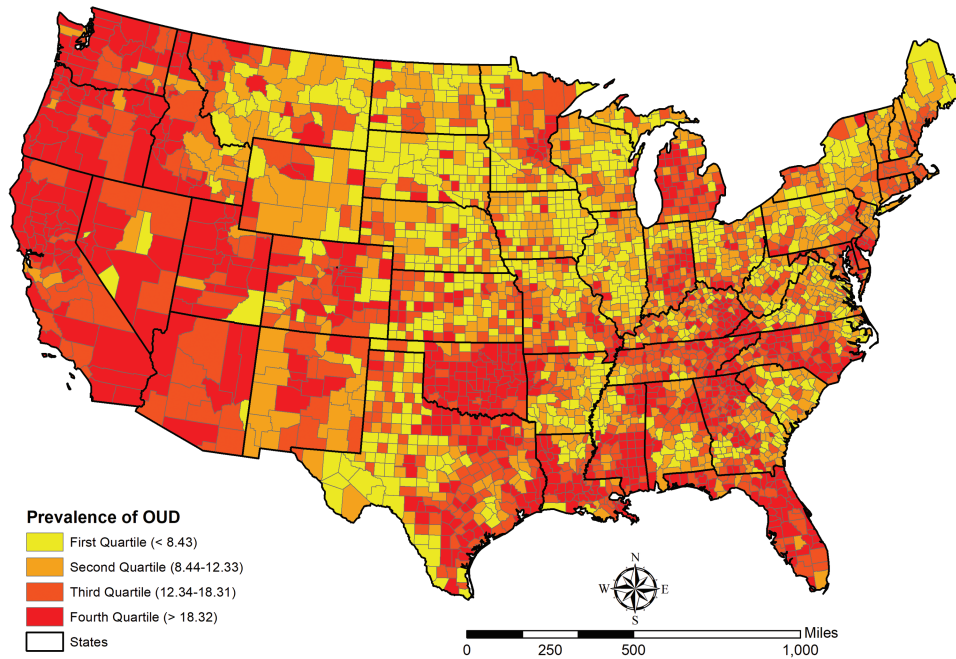 Prevalence of OUD
First Quartile (< 8.43)
Second Quartile (8.44-12.33)
Third Quartile (12.34-18.31)
Fourth Quartile (> 18.32)
States
N
W E
S
Miles
0 250 500 1,000